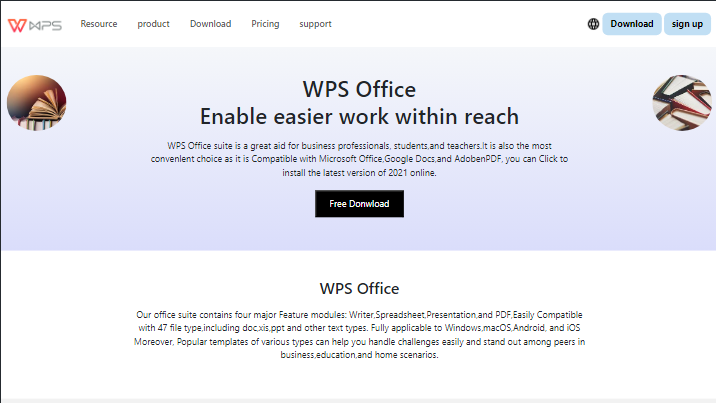 WPS
Resource product Download Pricing support Download sign up
WPS Office
Enable easier work within reach
WPS Office suite is a great aid for business professionals, students,and teachers.It is also the most
convenient choice as it is Compatible with Microsoft Office,Google Docs,and AdobenPDF, you can Click to
install the latest version of 2021 online.
Free Donwload
WPS Office
Our office suite contains four major Feature modules: Writer,Spreadsheet,Presentation,and PDF,Easily Compatible
with 47 file type,including doc,xis,ppt and other text types. Fully applicable to Windows.macOS,Android, and iOS
Moreover, Popular templates of various types can help you handle challenges easily and stand out among peers in
business,education,and home scenarios.